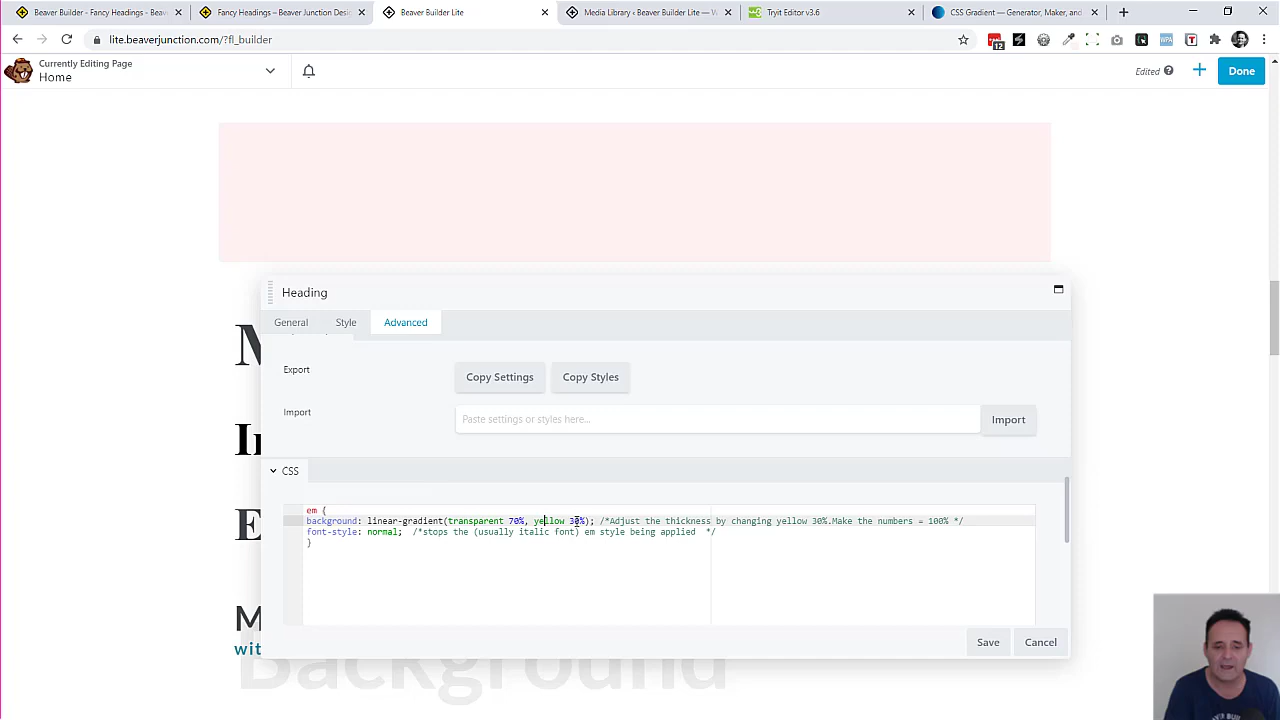 Beaver Builder - Fancy Headings - Beav
Fancy Headings – Beaver Junction Desi
Beaver Builder Lite
Media Library ‹ Beaver Builder Lite — W
Tryit Editor v3.6
CSS Gradient — Generator, Maker, and
lite.beaverjunction.com/?fl_builder
12
WPA
Currently Editing Page
Home
Edited
Done
Heading
General
Style
Advanced
Export
Copy Settings
Copy Styles
Import
Paste settings or styles here...
Import
CSS
em {
background: linear-gradient(transparent 70%, yellow 30%); /*Adjust the thickness by changing yellow 30%.Make the numbers = 100% */
font-style: normal; /*stops the (usually italic font) em style being applied */
}
Save
Cancel
M
wit
Background